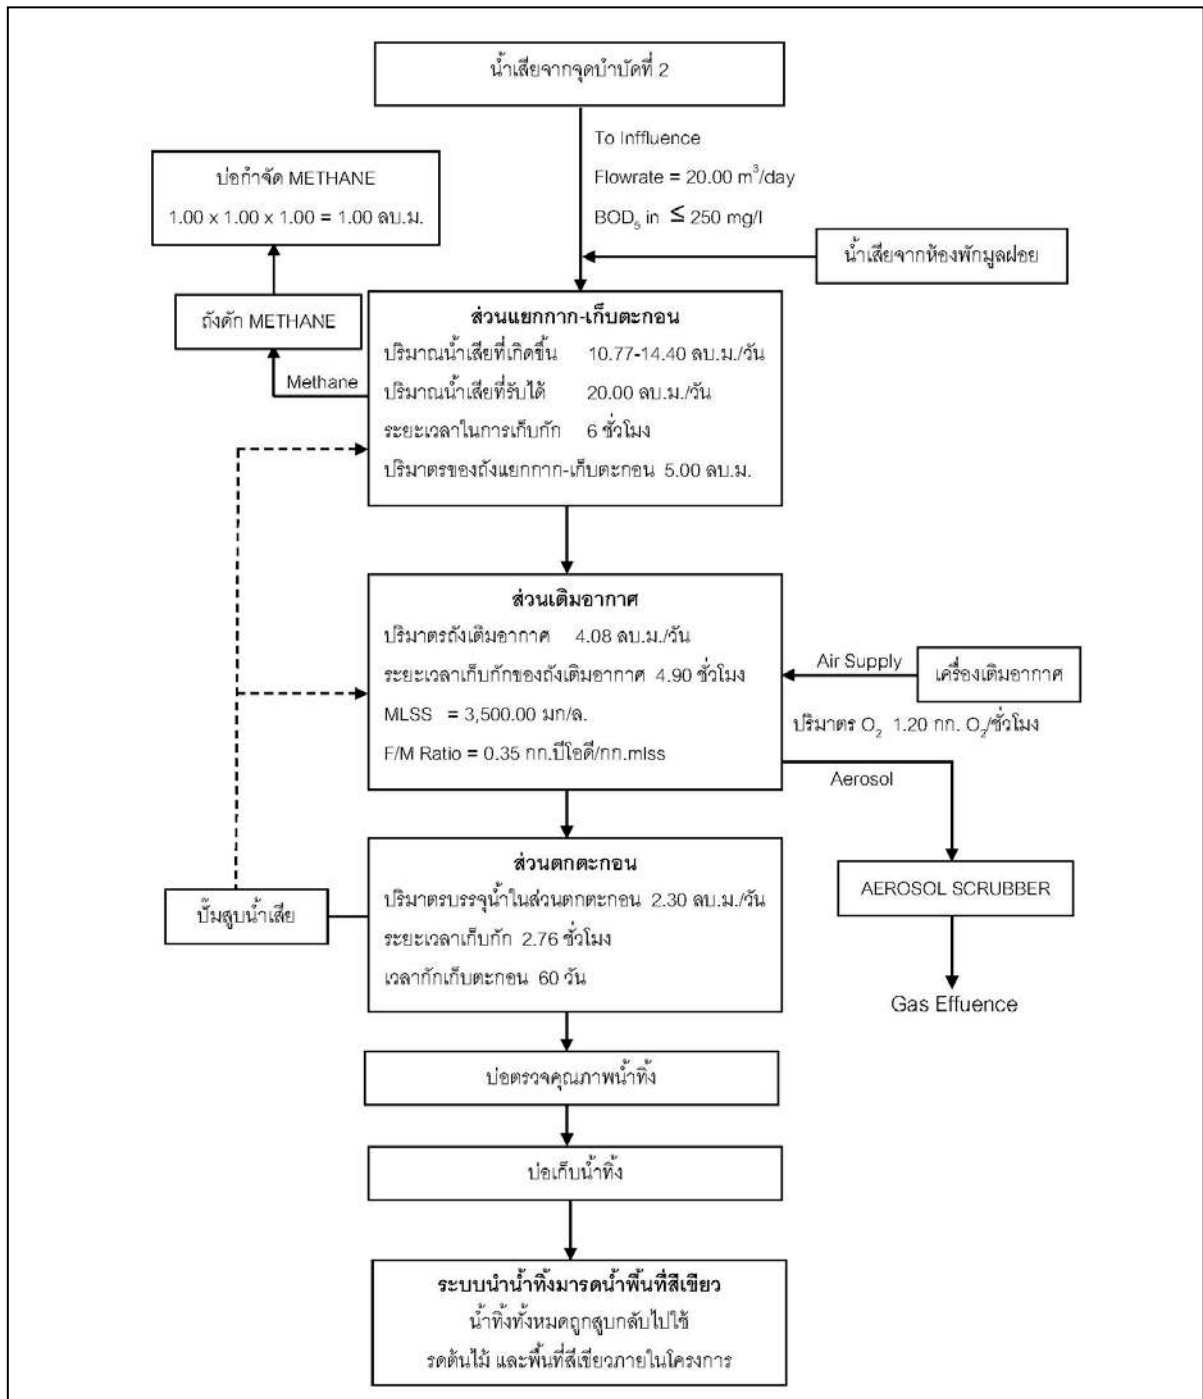 น้ำเสียจากจุดบำบัดที่ 2
To Inffluence
Flowrate = 20.00 m³/day
BOD₅ in ≤ 250 mg/l
บ่อกำจัด METHANE
1.00 x 1.00 x 1.00 = 1.00 ลบ.ม.
น้ำเสียจากห้องพักมูลฝอย
ถังดัก METHANE
Methane
ส่วนแยกกาก-เก็บตะกอน
ปริมาณน้ำเสียที่เกิดขึ้น 10.77-14.40 ลบ.ม./วัน
ปริมาณน้ำเสียที่รับได้ 20.00 ลบ.ม./วัน
ระยะเวลาในการเก็บกัก 6 ชั่วโมง
ปริมาตรของถังแยกกาก-เก็บตะกอน 5.00 ลบ.ม.
ส่วนเติมอากาศ
ปริมาตรถังเติมอากาศ 4.08 ลบ.ม./วัน
ระยะเวลาเก็บกักของถังเติมอากาศ 4.90 ชั่วโมง
MLSS = 3,500.00 มก/ล.
F/M Ratio = 0.35 กก.บีโอดี/กก.mlss
Air Supply
เครื่องเติมอากาศ
ปริมาตร O₂ 1.20 กก. O₂/ชั่วโมง
Aerosol
AEROSOL SCRUBBER
Gas Effuence
ส่วนตกตะกอน
ปริมาตรบรรจุน้ำในส่วนตกตะกอน 2.30 ลบ.ม./วัน
ระยะเวลาเก็บกัก 2.76 ชั่วโมง
เวลากักเก็บตะกอน 60 วัน
ปั๊มสูบน้ำเสีย
บ่อตรวจคุณภาพน้ำทิ้ง
บ่อเก็บน้ำทิ้ง
ระบบนำน้ำทิ้งมารดน้ำพื้นที่สีเขียว
น้ำทิ้งทั้งหมดถูกสูบกลับไปใช้
รดต้นไม้ และพื้นที่สีเขียวภายในโครงการ